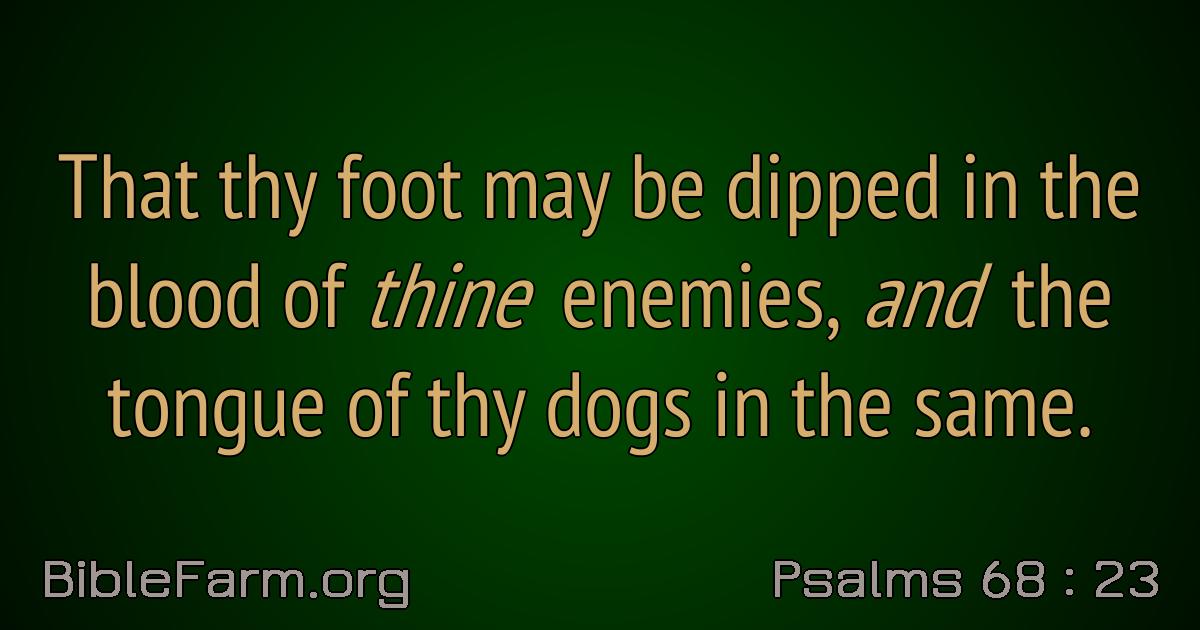 That thy foot may be dipped in the
blood of thine enemies, and the
tongue of thy dogs in the same.
BibleFarm.org
Psalms 68 : 23